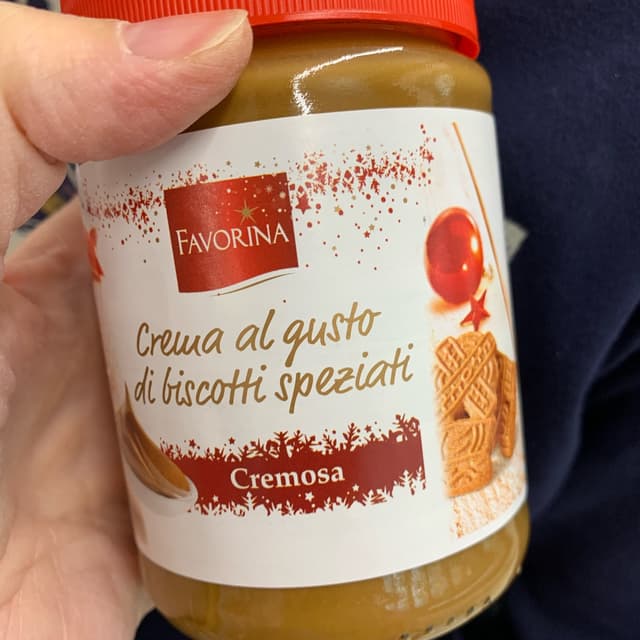 FAVORINA
Crema al gusto
di biscotti speziati
Cremosa